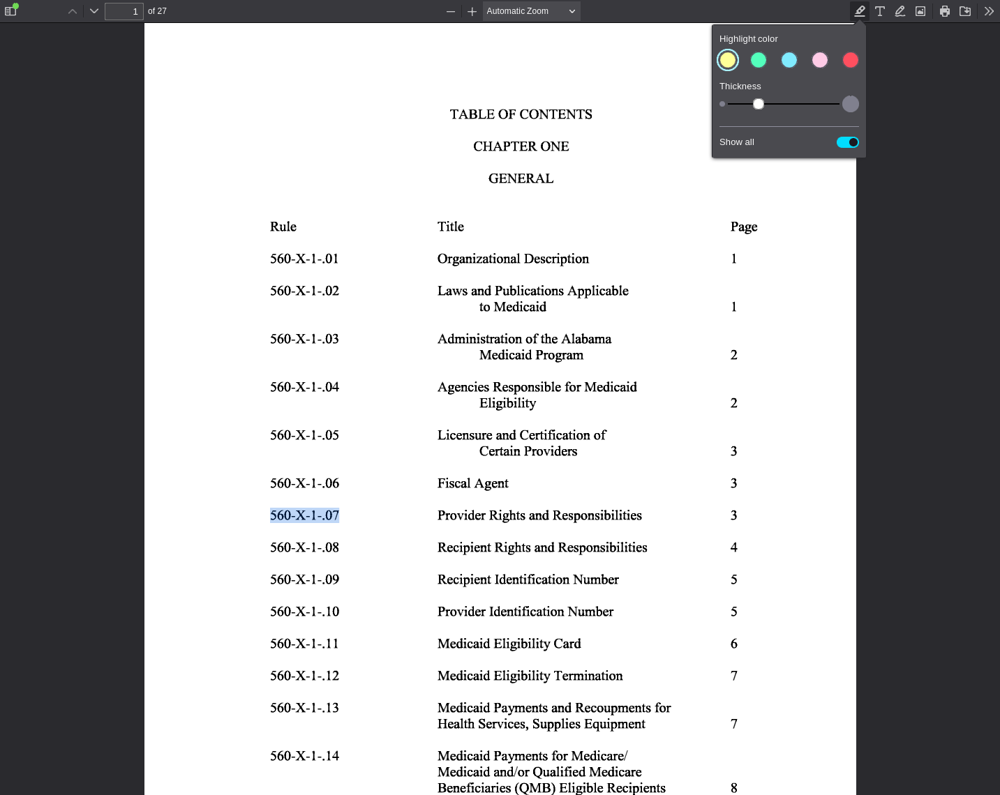 1 of 27 Automatic Zoom
Highlight color
Thickness
Show all
TABLE OF CONTENTS
CHAPTER ONE
GENERAL
Rule Title Page
560-X-1-.01 Organizational Description 1
560-X-1-.02 Laws and Publications Applicable
to Medicaid 1
560-X-1-.03 Administration of the Alabama
Medicaid Program 2
560-X-1-.04 Agencies Responsible for Medicaid
Eligibility 2
560-X-1-.05 Licensure and Certification of
Certain Providers 3
560-X-1-.06 Fiscal Agent 3
560-X-1-.07 Provider Rights and Responsibilities 3
560-X-1-.08 Recipient Rights and Responsibilities 4
560-X-1-.09 Recipient Identification Number 5
560-X-1-.10 Provider Identification Number 5
560-X-1-.11 Medicaid Eligibility Card 6
560-X-1-.12 Medicaid Eligibility Termination 7
560-X-1-.13 Medicaid Payments and Recoupments for
Health Services, Supplies Equipment 7
560-X-1-.14 Medicaid Payments for Medicare/
Medicaid and/or Qualified Medicare
Beneficiaries (QMB) Eligible Recipients 8